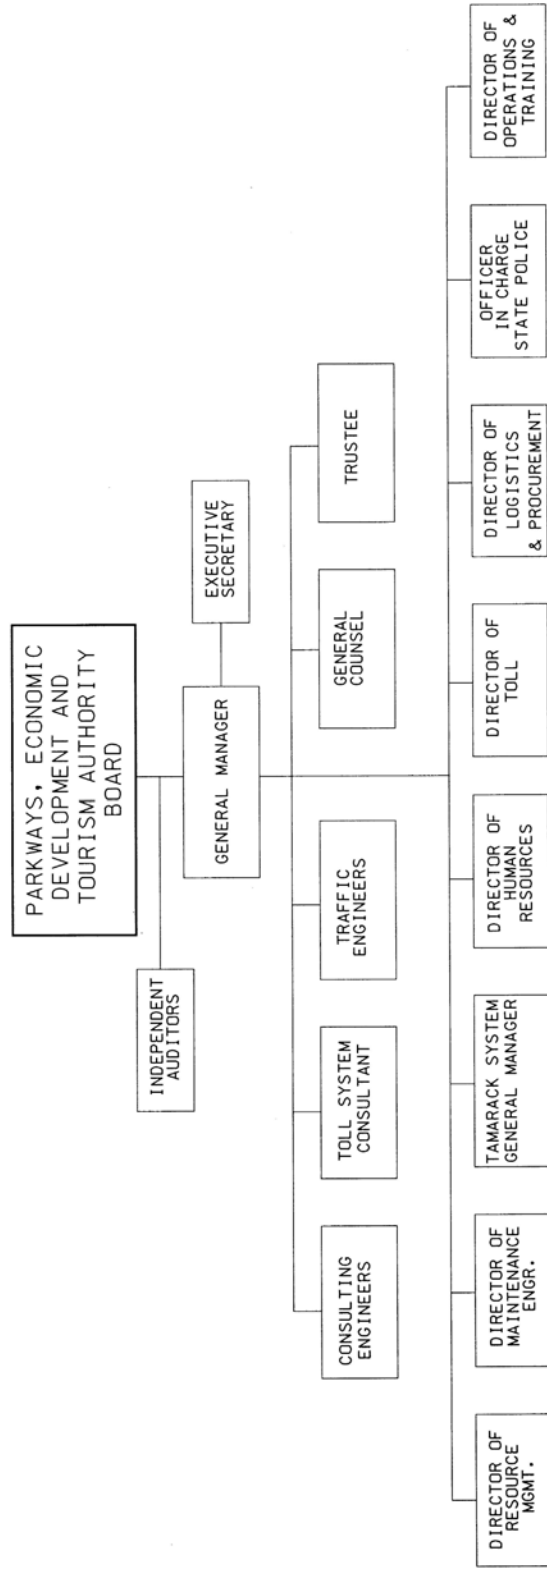 PARKWAYS, ECONOMIC
DEVELOPMENT AND
TOURISM AUTHORITY
BOARD
INDEPENDENT
AUDITORS
GENERAL MANAGER
EXECUTIVE
SECRETARY
CONSULTING
ENGINEERS
TOLL SYSTEM
CONSULTANT
TRAFFIC
ENGINEERS
GENERAL
COUNSEL
TRUSTEE
DIRECTOR OF
RESOURCE
MGMT.
DIRECTOR OF
MAINTENANCE
ENGR.
TAMARACK SYSTEM
GENERAL MANAGER
DIRECTOR OF
HUMAN
RESOURCES
DIRECTOR OF
TOLL
DIRECTOR OF
LOGISTICS
& PROCUREMENT
OFFICER
IN CHARGE
STATE POLICE
DIRECTOR OF
OPERATIONS &
TRAINING